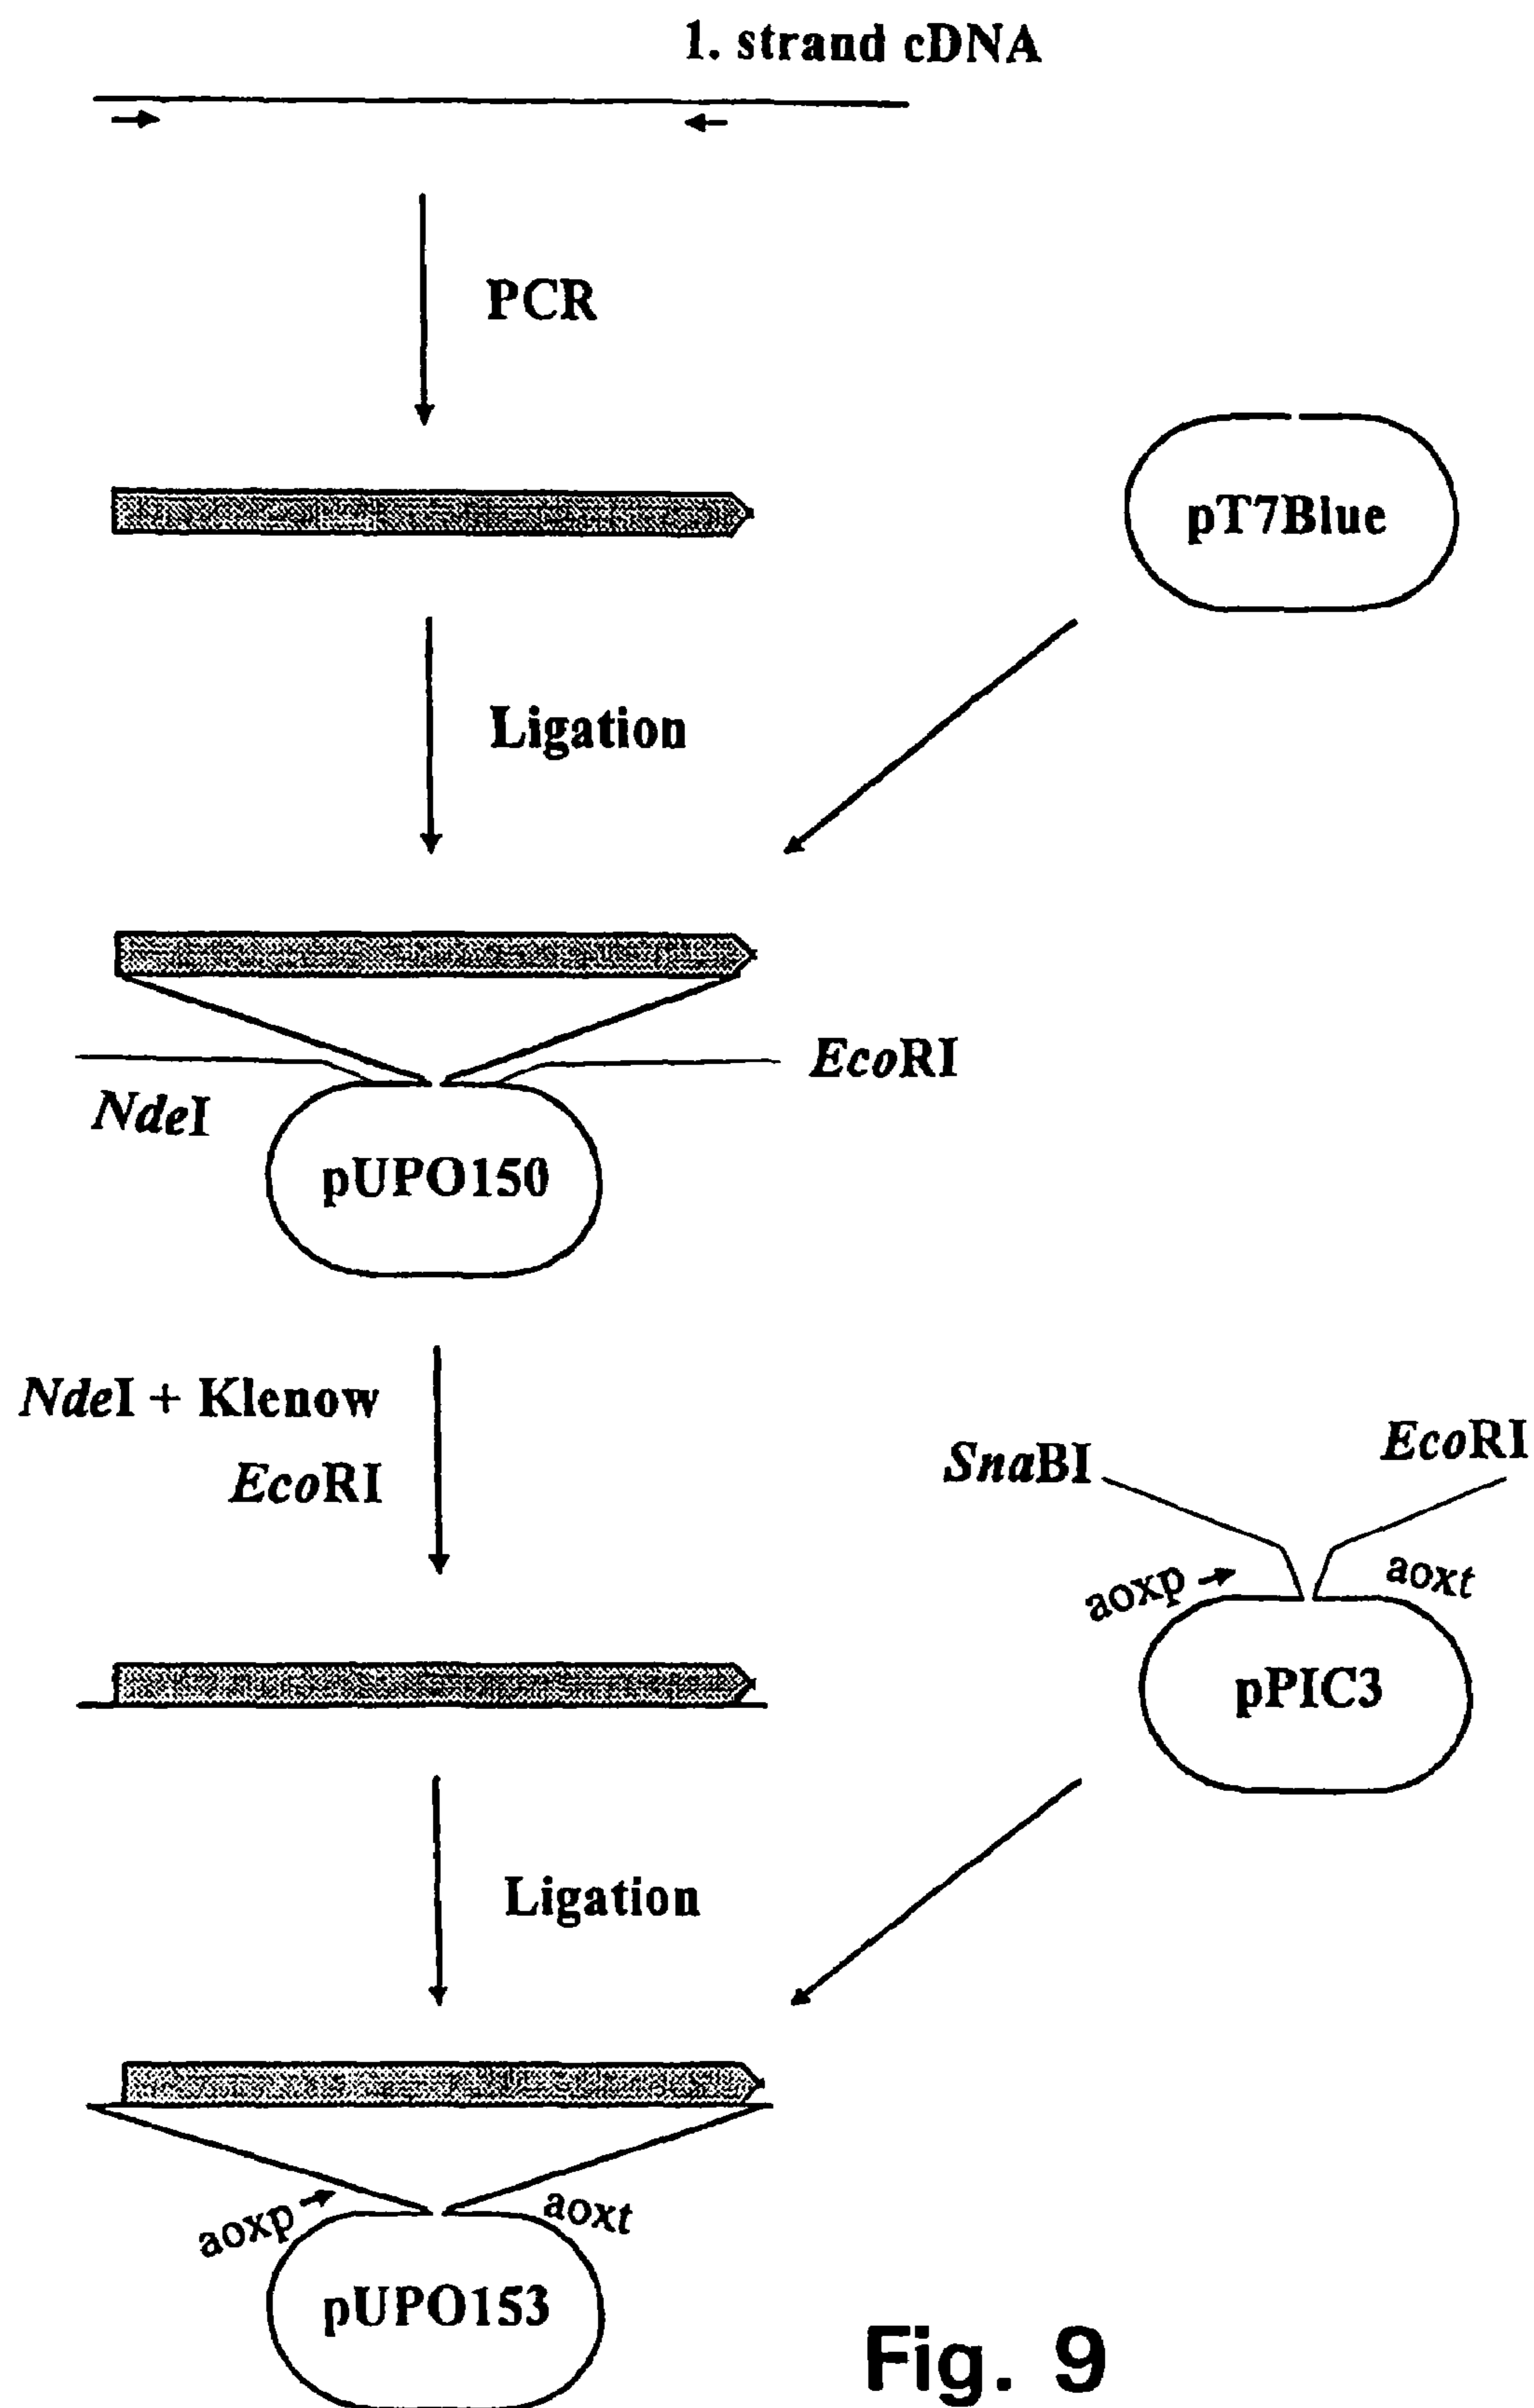 1. strand cDNA
PCR
pT7Blue
Ligation
EcoRI
NdeI
pUPO150
NdeI + Klenow
EcoRI
SnaBI
EcoRI
aoxp
aoxt
pPIC3
Ligation
aoxp
aoxt
pUPO153
Fig. 9